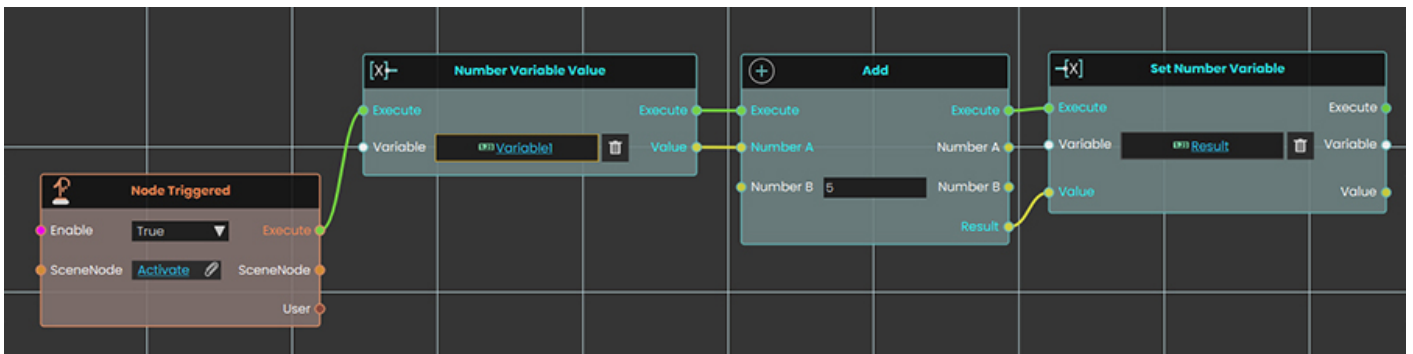 Node Triggered
Enable True Execute
SceneNode Activate SceneNode
User
Number Variable Value
Execute Execute
Variable Variable1 Value
Add
Execute Execute
Number A Number A
Number B 5 Number B
Result
Set Number Variable
Execute Execute
Variable Result Variable
Value Value